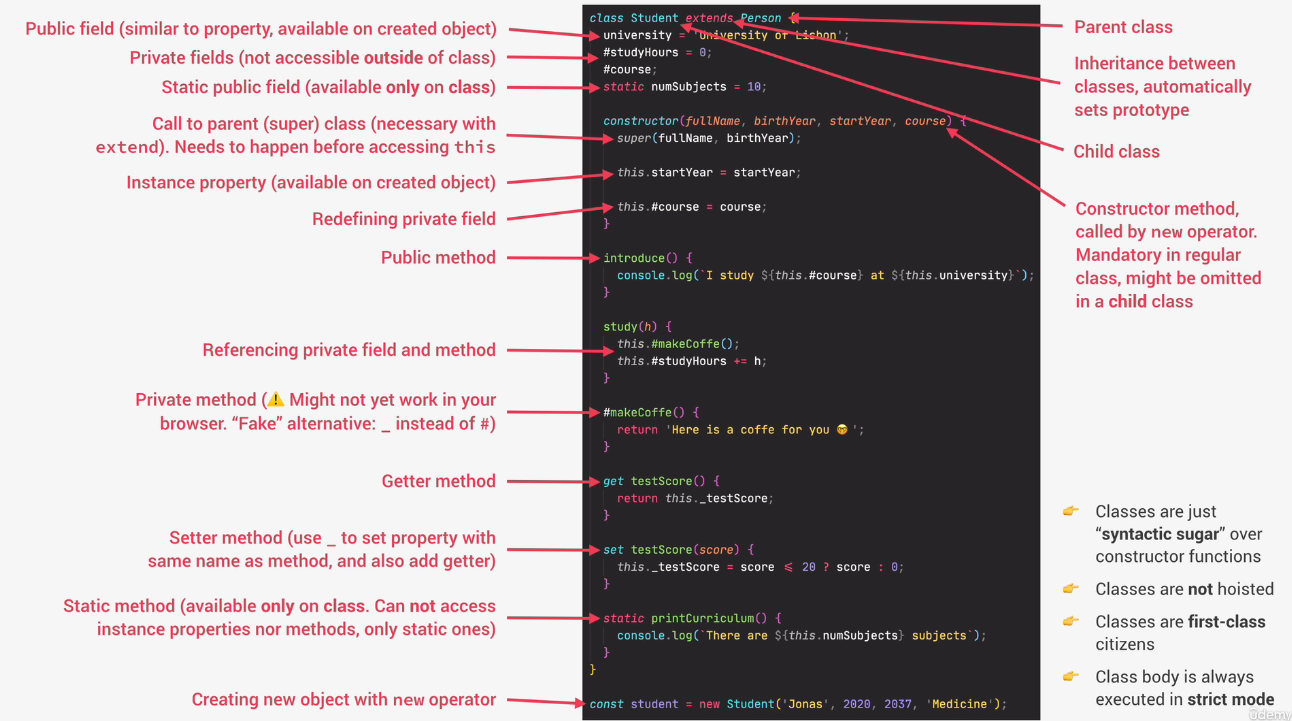 Public field (similar to property, available on created object)
Private fields (not accessible outside of class)
Static public field (available only on class)
Call to parent (super) class (necessary with
extend). Needs to happen before accessing this
Instance property (available on created object)
Redefining private field
Public method
Referencing private field and method
Private method (⚠️ Might not yet work in your
browser. “Fake” alternative: _ instead of #)
Getter method
Setter method (use _ to set property with
same name as method, and also add getter)
Static method (available only on class. Can not access
instance properties nor methods, only static ones)
Creating new object with new operator
class Student extends Person {
university = 'University of Lisbon';
#studyHours = 0;
#course;
static numSubjects = 10;
constructor(fullName, birthYear, startYear, course) {
super(fullName, birthYear);
this.startYear = startYear;
this.#course = course;
}
introduce() {
console.log(`I study ${this.#course} at ${this.university}`);
}
study(h) {
this.#makeCoffe();
this.#studyHours += h;
}
#makeCoffe() {
return 'Here is a coffe for you 🤓';
}
get testScore() {
return this._testScore;
}
set testScore(score) {
this._testScore = score <= 20 ? score : 0;
}
static printCurriculum() {
console.log(`There are ${this.numSubjects} subjects`);
}
}
const student = new Student('Jonas', 2020, 2037, 'Medicine');
Parent class
Inheritance between
classes, automatically
sets prototype
Child class
Constructor method,
called by new operator.
Mandatory in regular
class, might be omitted
in a child class
👉 Classes are just
“syntactic sugar” over
constructor functions
👉 Classes are not hoisted
👉 Classes are first-class
citizens
👉 Class body is always
executed in strict mode
Udemy